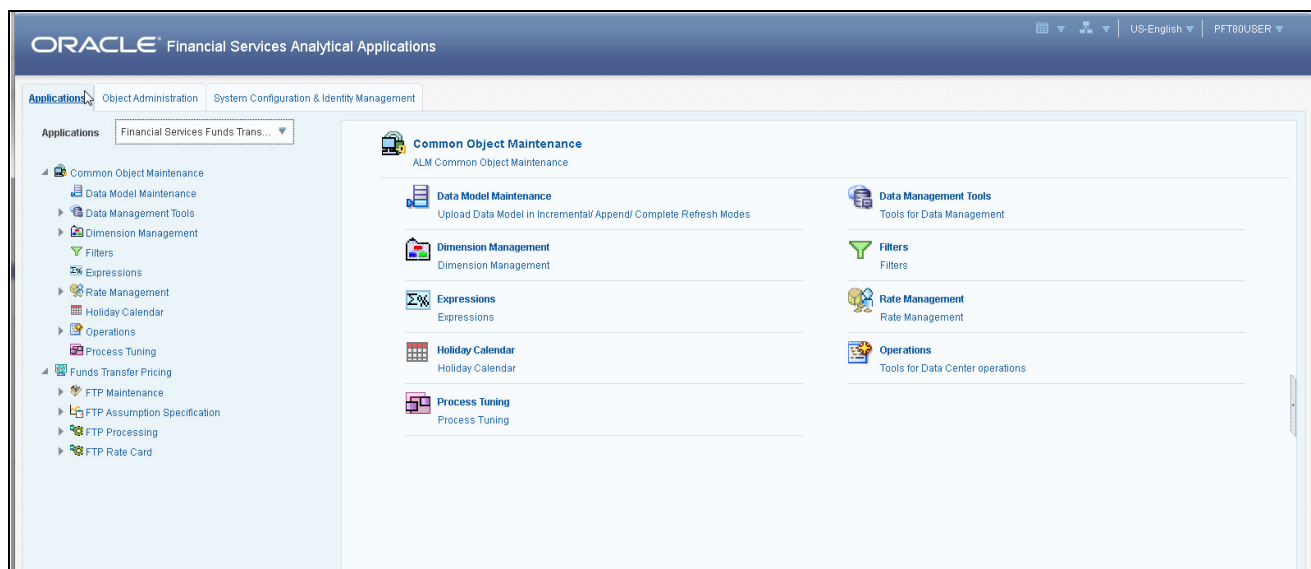 ORACLE® Financial Services Analytical Applications
US-English
PFT80USER
Applications
Object Administration
System Configuration & Identity Management
Applications
Financial Services Funds Trans...
Common Object Maintenance
Data Model Maintenance
Data Management Tools
Dimension Management
Filters
Expressions
Rate Management
Holiday Calendar
Operations
Process Tuning
Funds Transfer Pricing
FTP Maintenance
FTP Assumption Specification
FTP Processing
FTP Rate Card
Common Object Maintenance
ALM Common Object Maintenance
Data Model Maintenance
Upload Data Model in Incremental/ Append/ Complete Refresh Modes
Data Management Tools
Tools for Data Management
Dimension Management
Dimension Management
Filters
Filters
Σ% Expressions
Expressions
Rate Management
Rate Management
Holiday Calendar
Holiday Calendar
Operations
Tools for Data Center operations
Process Tuning
Process Tuning